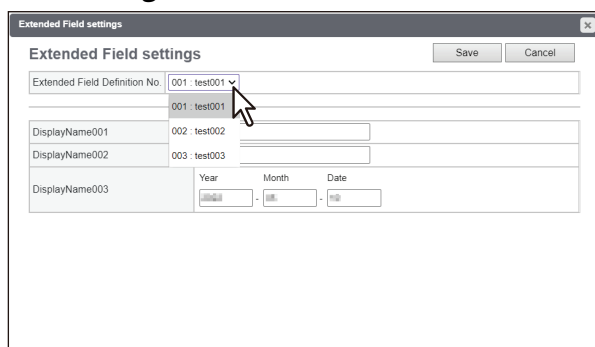 Extended Field settings
Extended Field settings
Save Cancel
Extended Field Definition No. 001 : test001
001 : test001
002 : test002
003 : test003
DisplayName001
DisplayName002
DisplayName003
Year Month Date
- -